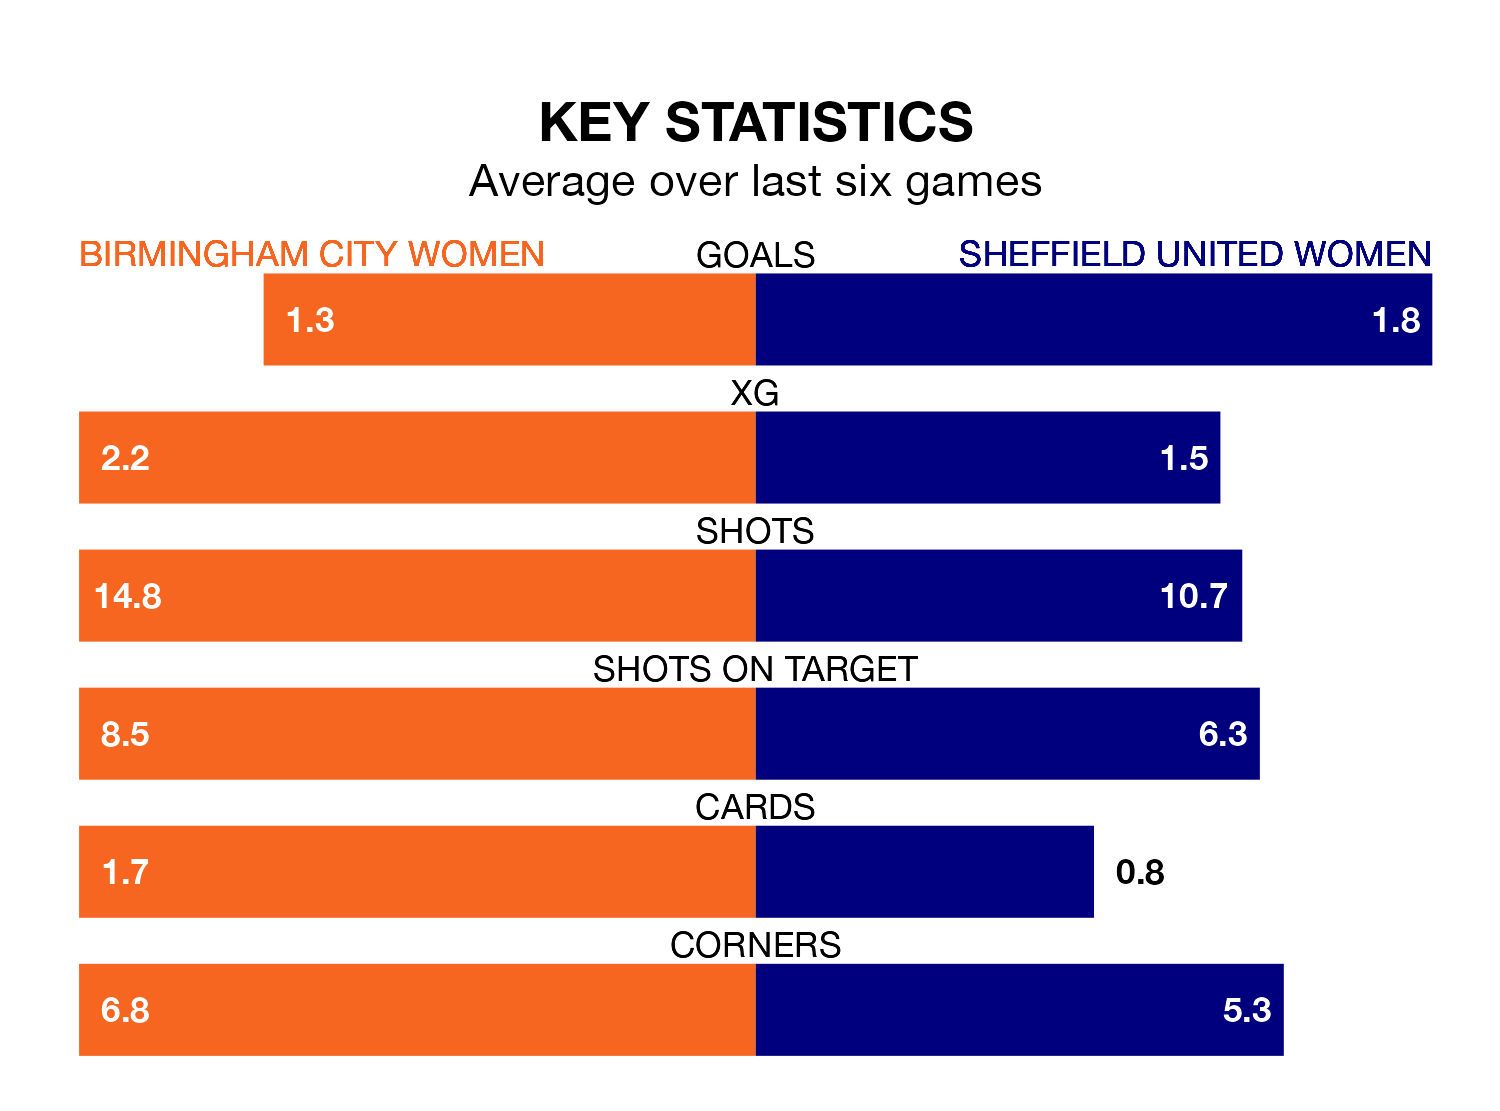 KEY STATISTICS
Average over last six games
BIRMINGHAM CITY WOMEN GOALS SHEFFIELD UNITED WOMEN
1.3 1.8
XG
2.2 1.5
SHOTS
14.8 10.7
SHOTS ON TARGET
8.5 6.3
CARDS
1.7 0.8
CORNERS
6.8 5.3